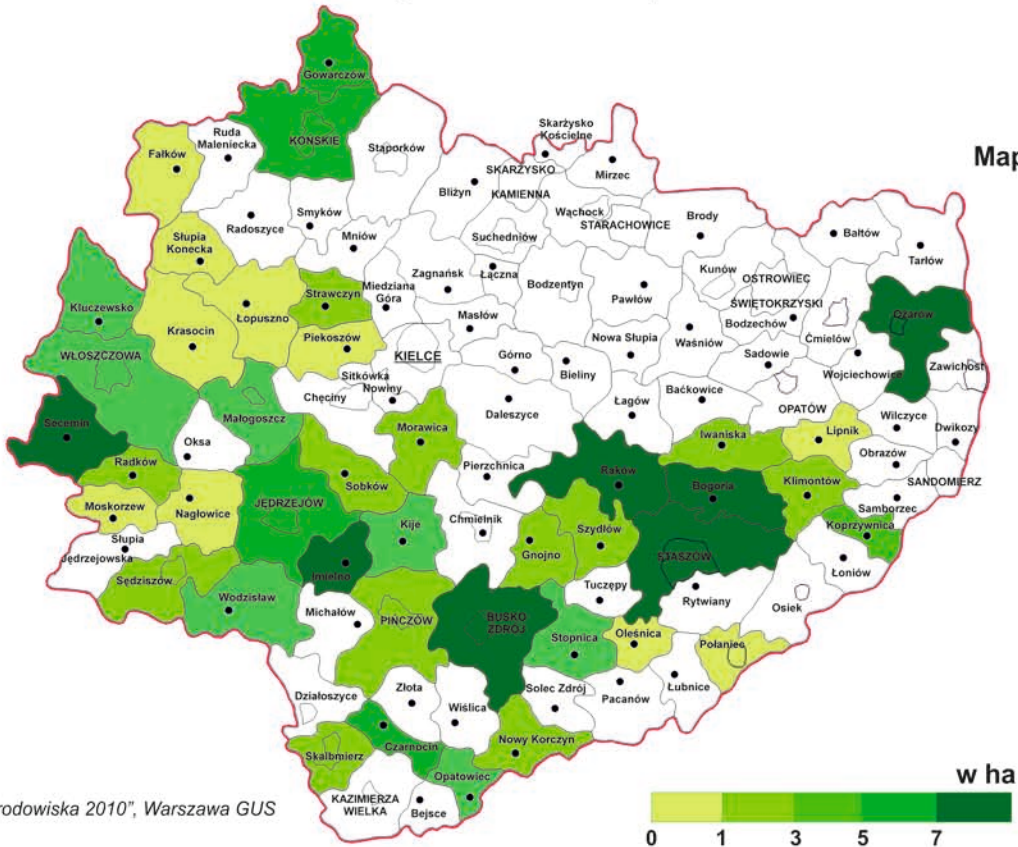 Gowarczów
KOŃSKIE
Stąporków
Ruda
Maleniecka
Fałków
Radoszyce
Smyków
Mniów
Słupia
Konecka
Skarżysko
Kościelne
SKARŻYSKO
KAMIENNA
Mirzec
Bliżyn
Wąchock
STARACHOWICE
Suchedniów
Brody
Bałtów
Tarłów
Map
Zagnańsk
Łączna
Bodzentyn
Pawłów
Kunów
OSTROWIEC
ŚWIĘTOKRZYSKI
Bodzechów
Ćmielów
Ożarów
Kluczewsko
Krasocin
Łopuszno
Strawczyn
Miedziana
Góra
Piekoszów
Masłów
KIELCE
Górno
Bieliny
Nowa Słupia
Waśniów
Sadowie
Wojciechowice
Zawichost
WŁOSZCZOWA
Sitkówka
Nowiny
Chęciny
Daleszyce
Łagów
Baćkowice
OPATÓW
Lipnik
Wilczyce
Dwikozy
Obrazów
SANDOMIERZ
Samborzec
Secemin
Oksa
Małogoszcz
Morawica
Pierzchnica
Raków
Iwaniska
Bogoria
Klimontów
Koprzywnica
Łoniów
Radków
Moskorzew
Nagłowice
JĘDRZEJÓW
Sobków
Kije
Chmielnik
Gnojno
Szydłów
STASZÓW
Słupia
Jędrzejowska
Sędziszów
Wodzisław
Imielno
Michałów
PIŃCZÓW
BUSKO
ZDRÓJ
Tuczępy
Rytwiany
Osiek
Stopnica
Oleśnica
Połaniec
Działoszyce
Złota
Wiślica
Solec Zdrój
Pacanów
Łubnice
Skalbmierz
Czarnocin
Nowy Korczyn
Opatowiec
KAZIMIERZA
WIELKA
Bejsce
rodowiska 2010”, Warszawa GUS
w ha
0 1 3 5 7